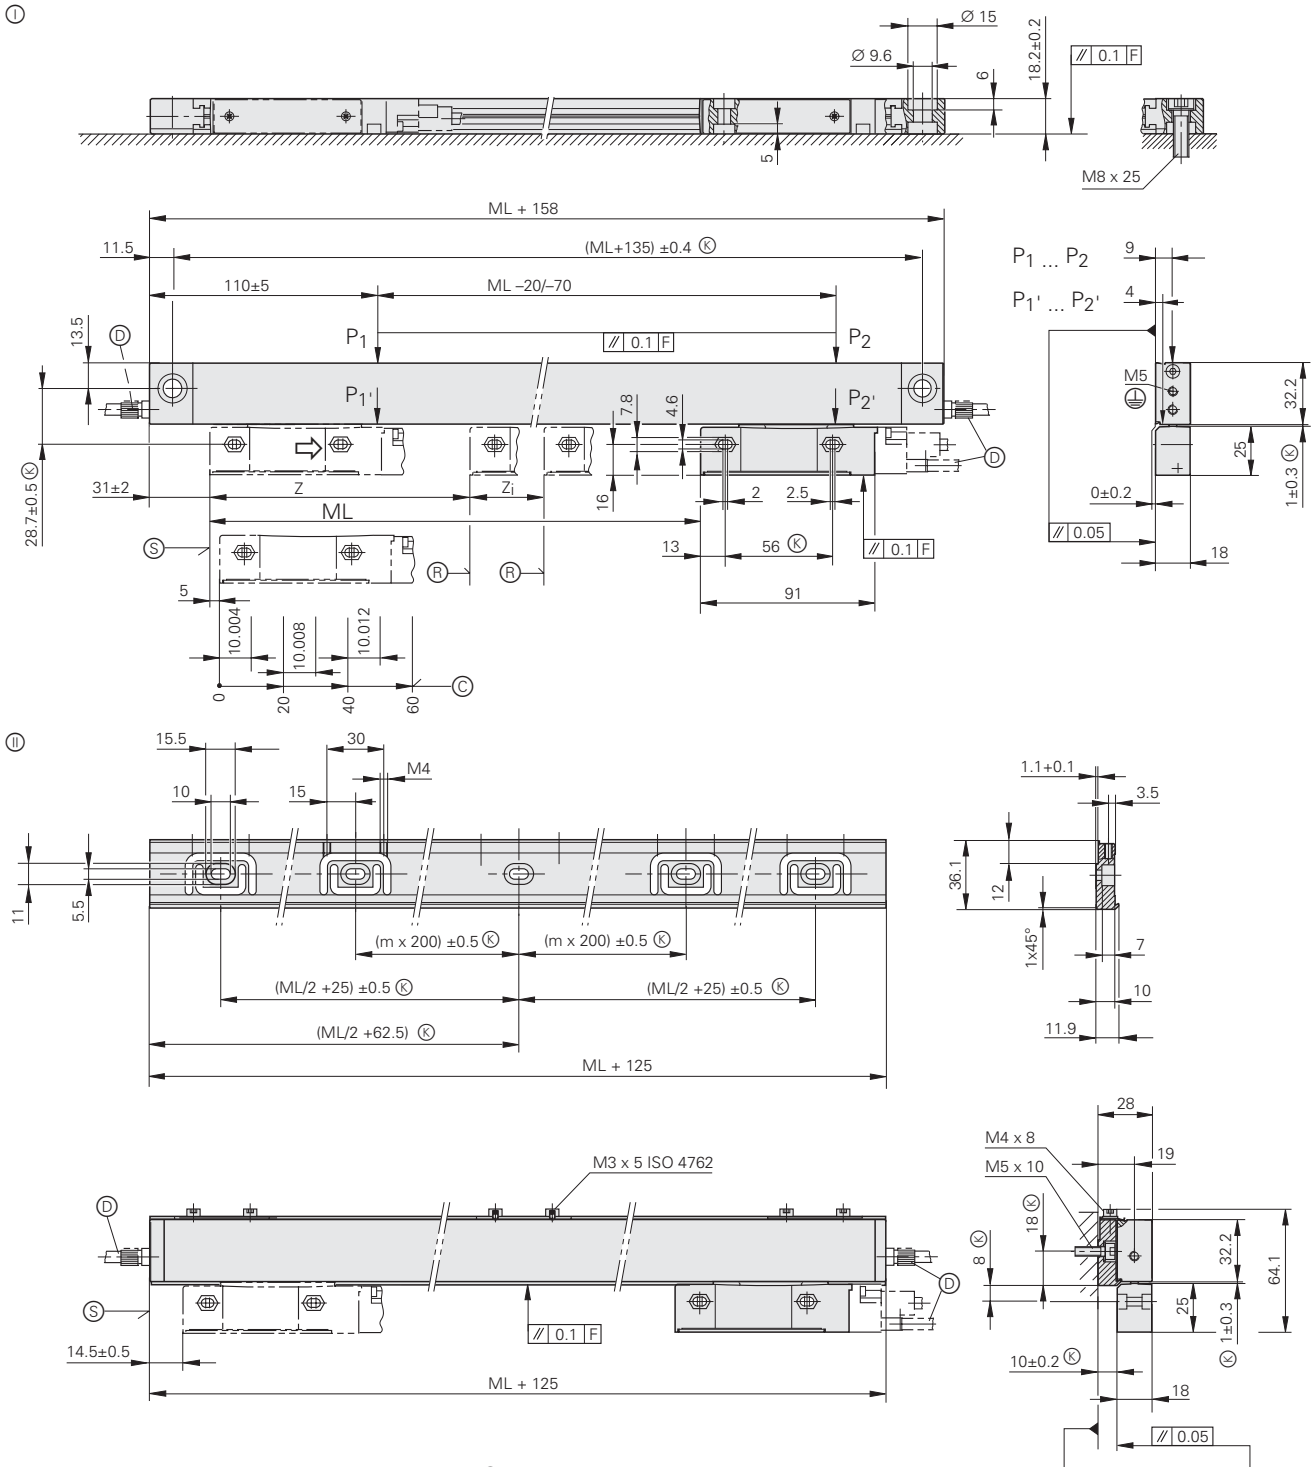 I
Ø 15
Ø 9.6
6
18.2±0.2
// 0.1 F
5
M8 x 25
ML + 158
11.5
(ML+135) ±0.4 K
P1 ... P2
9
110±5
ML –20/–70
P1' ... P2'
4
13.5
D
P1
// 0.1 F
P2
P1'
P2'
7.8
4.6
M5
32.2
28.7±0.5 K
25
1±0.3 K
31±2
Z
Zi
16
2
2.5
D
0±0.2
ML
S
13
56 K
// 0.1 F
// 0.05
18
R
R
5
91
10.004
10.008
10.012
0
20
40
60
C
II
15.5
30
M4
10
15
1.1+0.1
3.5
11
5.5
36.1
12
1x45°
7
(m x 200) ±0.5 K
(m x 200) ±0.5 K
(ML/2 +25) ±0.5 K
(ML/2 +25) ±0.5 K
10
(ML/2 +62.5) K
11.9
ML + 125
28
M4 x 8
M3 x 5 ISO 4762
M5 x 10
19
D
18 K
8 K
32.2
64.1
S
D
25
1±0.3 K
// 0.1 F
14.5±0.5
10±0.2 K
ML + 125
18
// 0.05